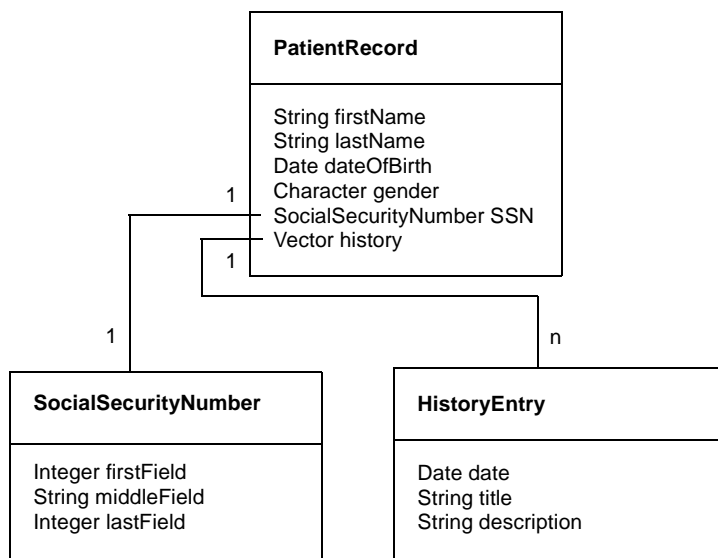 PatientRecord
String firstName
String lastName
Date dateOfBirth
1
Character gender
SocialSecurityNumber SSN
Vector history
1
1
n
SocialSecurityNumber
Integer firstField
String middleField
Integer lastField
HistoryEntry
Date date
String title
String description